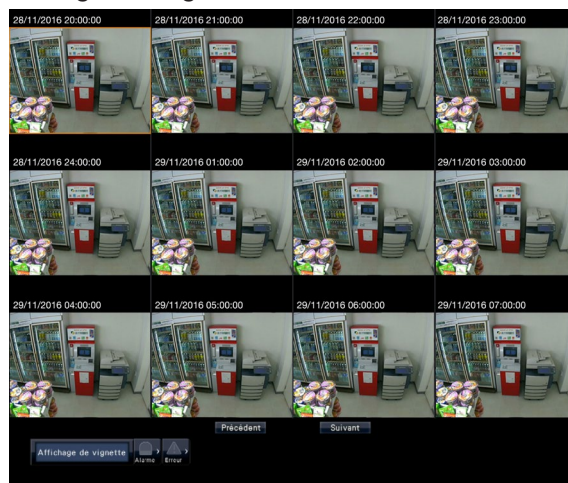 28/11/2016 20:00:00 28/11/2016 21:00:00 28/11/2016 22:00:00 28/11/2016 23:00:00
28/11/2016 24:00:00 29/11/2016 01:00:00 29/11/2016 02:00:00 29/11/2016 03:00:00
29/11/2016 04:00:00 29/11/2016 05:00:00 29/11/2016 06:00:00 29/11/2016 07:00:00
Précédent Suivant
Affichage de vignette Alarme Erreur